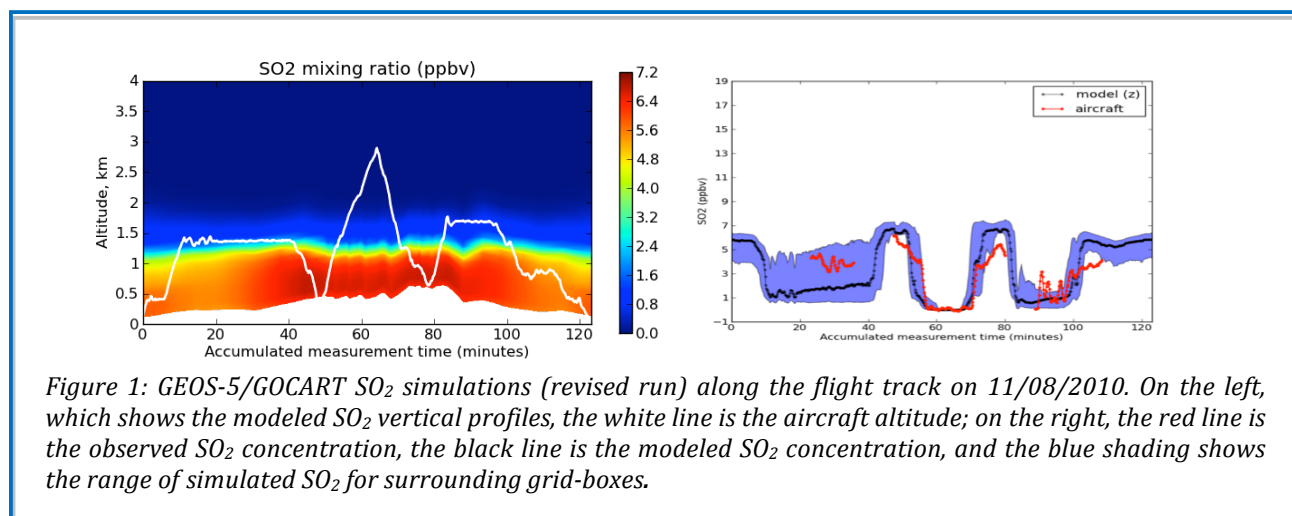 SO2 mixing ratio (ppbv)
4
3.5
3
2.5
2
1.5
1
0.5
0
Altitude, km
0 20 40 60 80 100 120
Accumulated measurement time (minutes)
7.2
6.4
5.6
4.8
4.0
3.2
2.4
1.6
0.8
0.0
19
17
15
13
11
9
7
5
3
1
−1
SO2 (ppbv)
model (z)
aircraft
0 20 40 60 80 100 120
Accumulated measurement time (minutes)
Figure 1: GEOS-5/GOCART SO₂ simulations (revised run) along the flight track on 11/08/2010. On the left,
which shows the modeled SO₂ vertical profiles, the white line is the aircraft altitude; on the right, the red line is
the observed SO₂ concentration, the black line is the modeled SO₂ concentration, and the blue shading shows
the range of simulated SO₂ for surrounding grid-boxes.